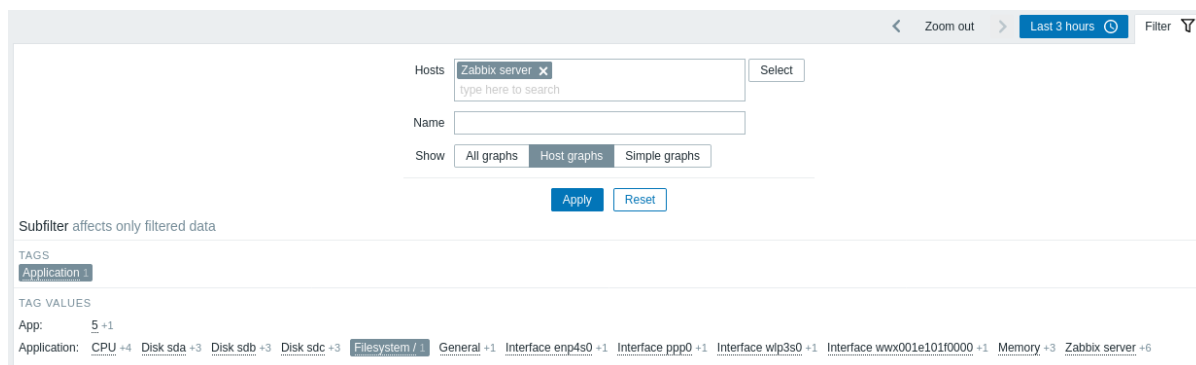 Zoom out Last 3 hours Filter
Hosts Zabbix server Select
type here to search
Name
Show All graphs Host graphs Simple graphs
Apply Reset
Subfilter affects only filtered data
TAGS
Application 1
TAG VALUES
App: 5 +1
Application: CPU +4 Disk sda +3 Disk sdb +3 Disk sdc +3 Filesystem / 1 General +1 Interface enp4s0 +1 Interface ppp0 +1 Interface wlp3s0 +1 Interface wwx001e101f0000 +1 Memory +3 Zabbix server +6